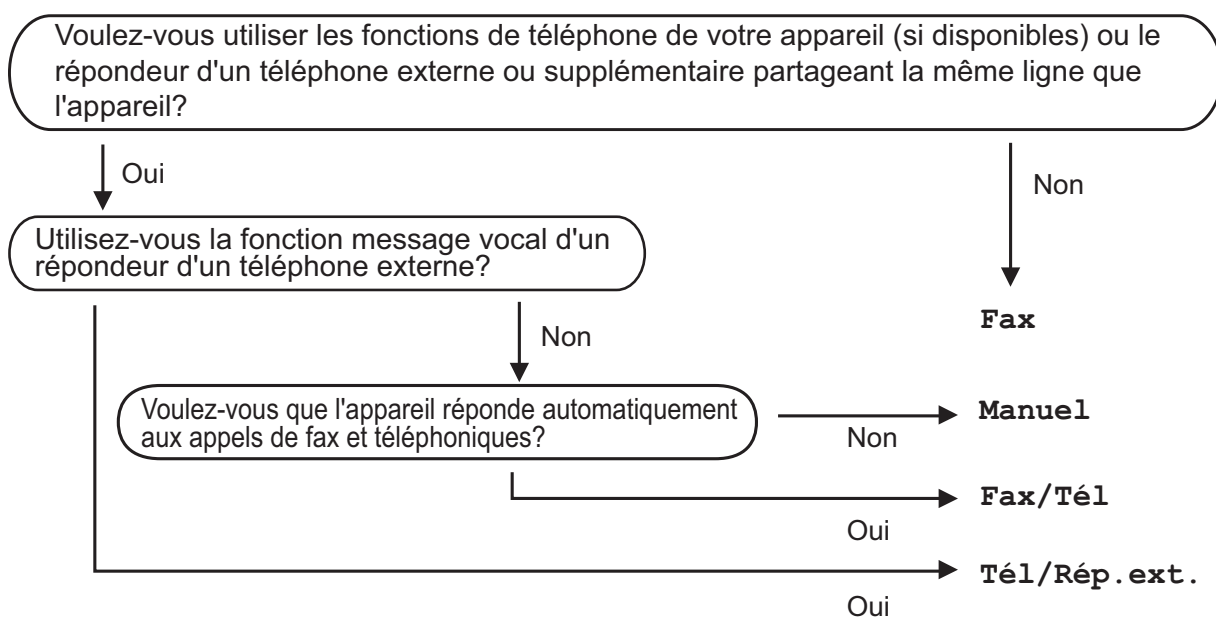 Voulez-vous utiliser les fonctions de téléphone de votre appareil (si disponibles) ou le
répondeur d'un téléphone externe ou supplémentaire partageant la même ligne que
l'appareil?
Oui
Non
Utilisez-vous la fonction message vocal d'un
répondeur d'un téléphone externe?
Fax
Non
Voulez-vous que l'appareil réponde automatiquement
aux appels de fax et téléphoniques?
Non
Manuel
Oui
Fax/Tél
Oui
Tél/Rép.ext.